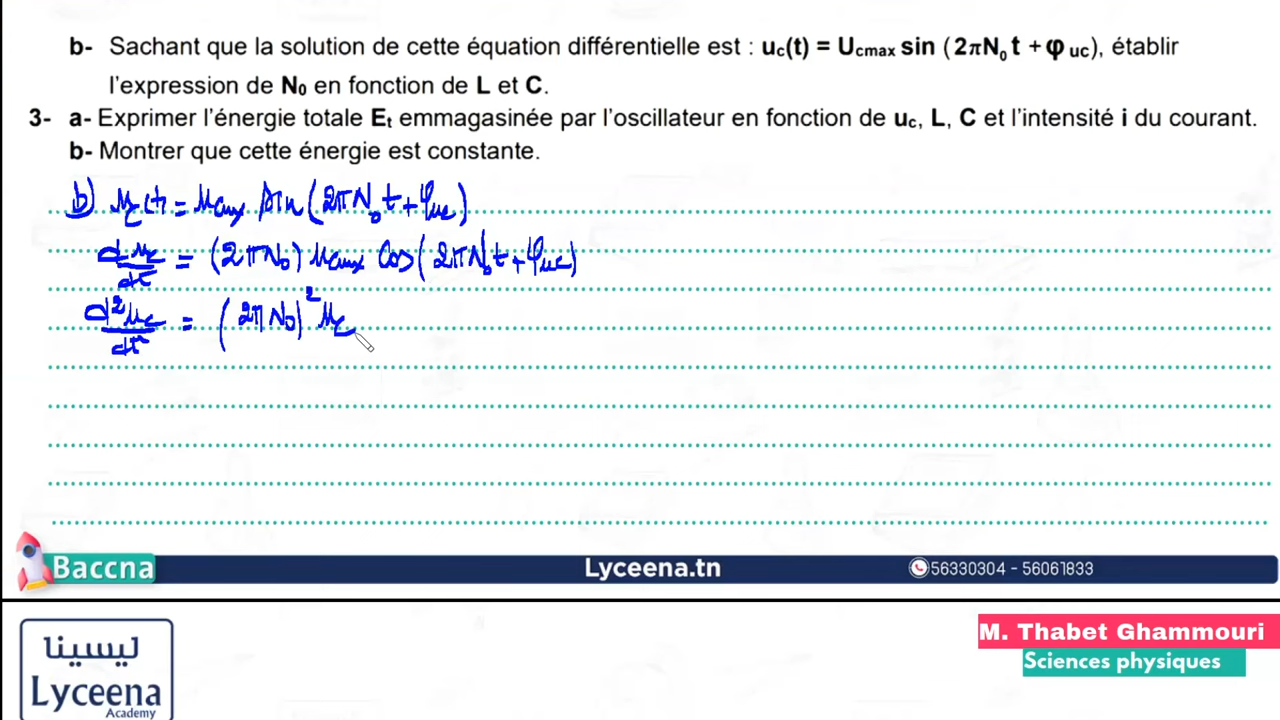 b- Sachant que la solution de cette équation différentielle est : uc(t) = Ucmax sin (2πN₀ t + φ uc), établir
l'expression de N₀ en fonction de L et C.
3- a- Exprimer l'énergie totale Et emmagasinée par l'oscillateur en fonction de uc, L, C et l'intensité i du courant.
b- Montrer que cette énergie est constante.
b) uc(t) = Ucmax sin (2πN₀t + φuc)
duc/dt = (2πN₀) Ucmax cos (2πN₀t + φuc)
d²uc/dt² = (2πN₀)² uc
Baccna
Lyceena.tn
56330304 - 56061833
M. Thabet Ghammouri
Sciences physiques
ليسينا
Lyceena
Academy